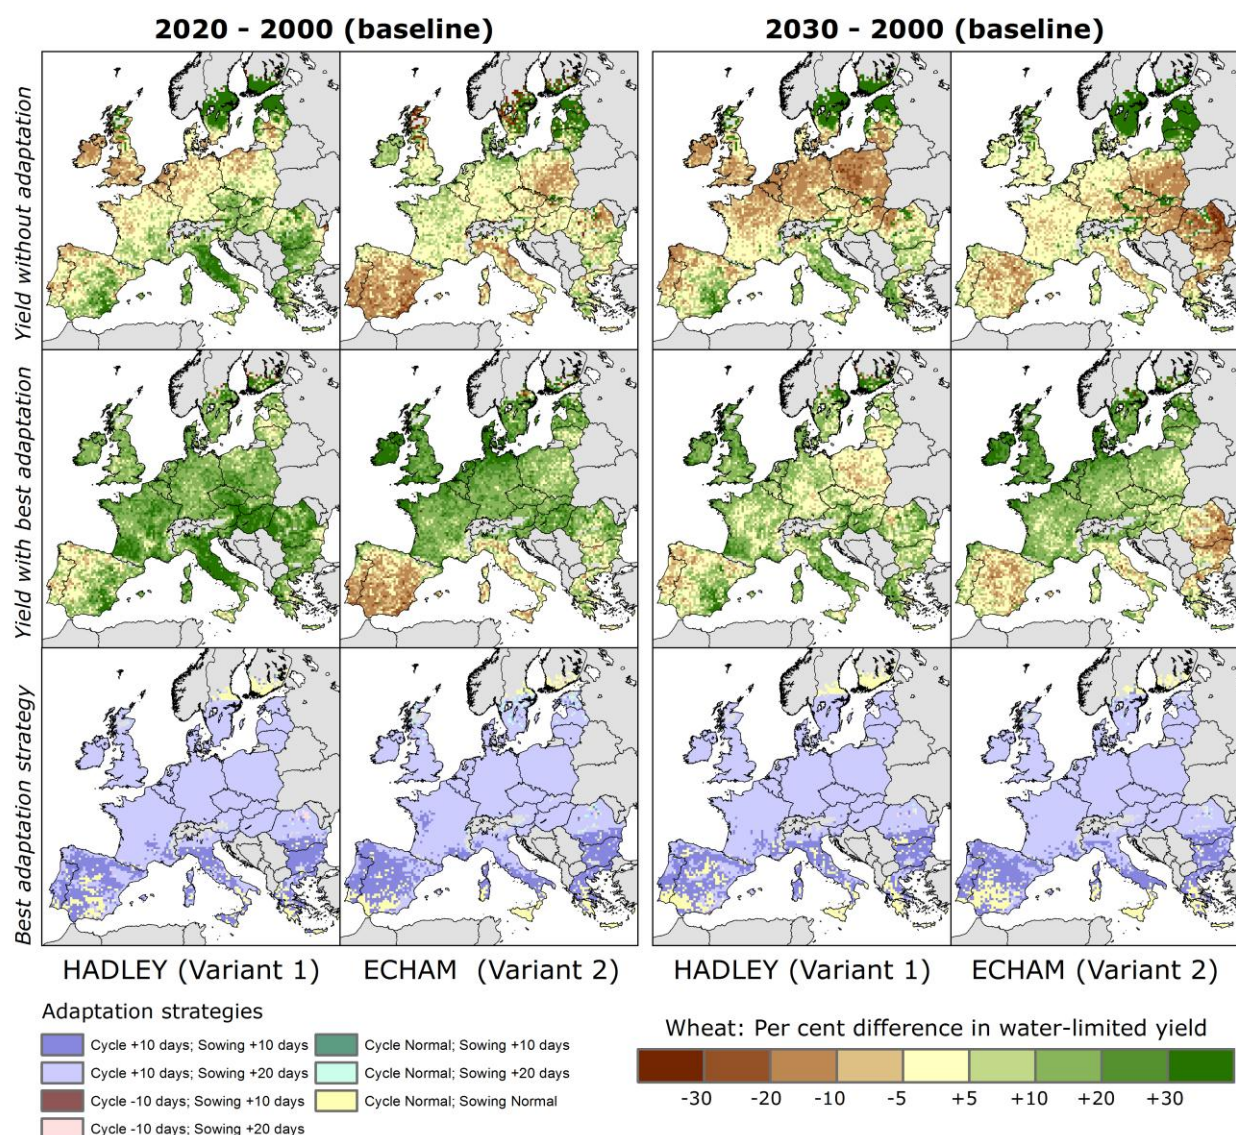 2020 - 2000 (baseline)
2030 - 2000 (baseline)
Yield without adaptation
Yield with best adaptation
Best adaptation strategy
HADLEY (Variant 1)
ECHAM (Variant 2)
HADLEY (Variant 1)
ECHAM (Variant 2)
Adaptation strategies
Cycle +10 days; Sowing +10 days
Cycle +10 days; Sowing +20 days
Cycle -10 days; Sowing +10 days
Cycle -10 days; Sowing +20 days
Cycle Normal; Sowing +10 days
Cycle Normal; Sowing +20 days
Cycle Normal; Sowing Normal
Wheat: Per cent difference in water-limited yield
-30 -20 -10 -5 +5 +10 +20 +30